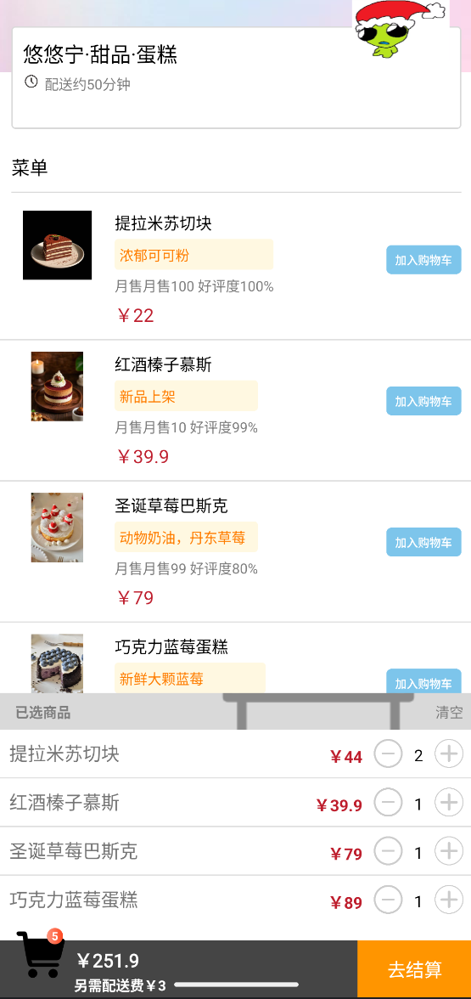 悠悠宁·甜品·蛋糕
配送约50分钟
菜单
提拉米苏切块
浓郁可可粉
加入购物车
月售月售100 好评度100%
￥22
红酒榛子慕斯
新品上架
加入购物车
月售月售10 好评度99%
￥39.9
圣诞草莓巴斯克
动物奶油，丹东草莓
加入购物车
月售月售99 好评度80%
￥79
巧克力蓝莓蛋糕
新鲜大颗蓝莓
加入购物车
已选商品 清空
提拉米苏切块 ￥44 2
红酒榛子慕斯 ￥39.9 1
圣诞草莓巴斯克 ￥79 1
巧克力蓝莓蛋糕 ￥89 1
5
￥251.9
另需配送费￥3
去结算